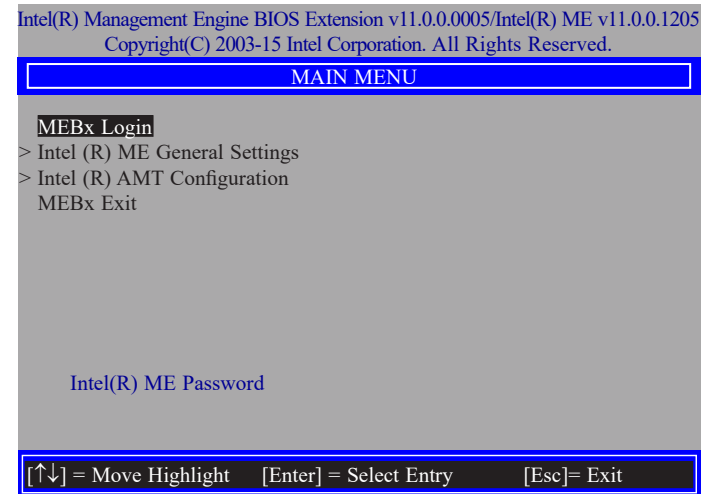 Intel(R) Management Engine BIOS Extension v11.0.0.0005/Intel(R) ME v11.0.0.1205
Copyright(C) 2003-15 Intel Corporation. All Rights Reserved.
MAIN MENU
MEBx Login
> Intel (R) ME General Settings
> Intel (R) AMT Configuration
MEBx Exit
Intel(R) ME Password
[↑↓] = Move Highlight [Enter] = Select Entry [Esc]= Exit